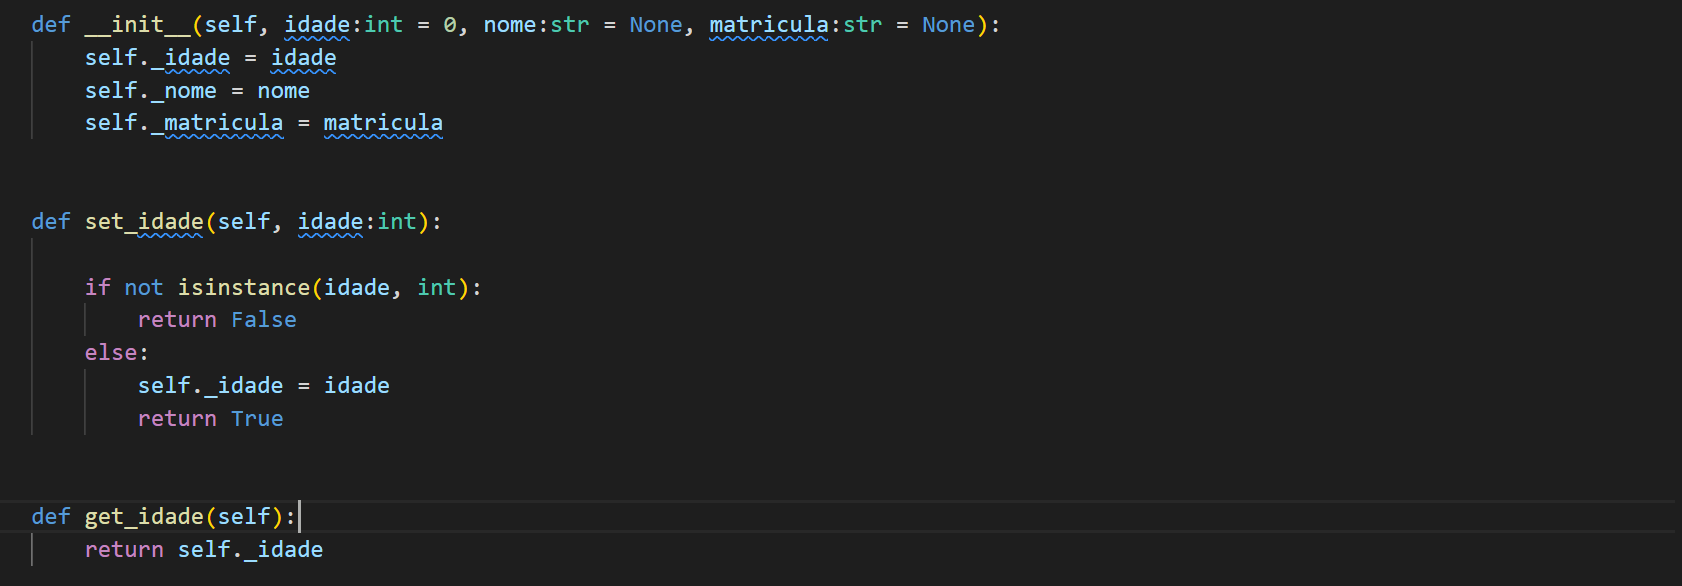 def __init__(self, idade:int = 0, nome:str = None, matricula:str = None):
    self._idade = idade
    self._nome = nome
    self._matricula = matricula
def set_idade(self, idade:int):
    if not isinstance(idade, int):
        return False
    else:
        self._idade = idade
        return True
def get_idade(self):
    return self._idade